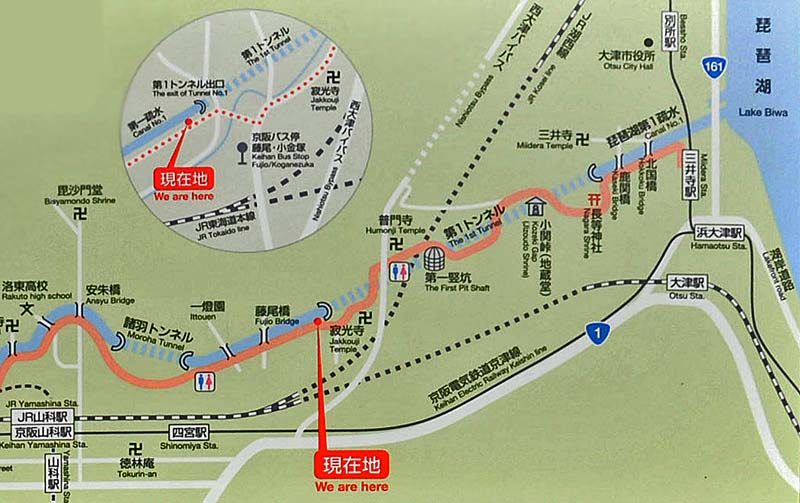 第1トンネル
The 1st Tunnel
第1トンネル出口
The exit of Tunnel No.1
卍
寂光寺
Jakkouji
Temple
第一疏水
Canal No.1
京阪バス停
藤尾・小金塚
Keihan Bus Stop
Fujio/Koganezuka
西大津バイパス
Nishiotsu Bypass
現在地
We are here
JR東海道本線
JR Tokaido line
西大津バイパス
Nishiotsu Bypass
JR湖西線
JR Kosei line
別所駅
Bessho Sta.
大津市役所
Otsu City Hall
161
琵琶湖
Lake Biwa
三井寺
Miidera Temple
卍
琵琶湖第1疏水
Canal No.1
北国橋
Hokkoku Bridge
鹿関橋
Kaseki Bridge
三井寺駅
Miidera Sta.
長等神社
Nagara Shrine
小関峠(地蔵堂)
Kozeki Gap
(Jizoudo Shrine)
浜大津駅
Hamaotsu Sta.
湖岸道路
Lakefront road
大津駅
Otsu Sta.
普門寺
Humonji Temple
卍
第1トンネル
The 1st Tunnel
第一竪坑
The First Pit Shaft
毘沙門堂
Bisyamondo Shrine
卍
洛東高校
Rakuto high school
安朱橋
Ansyu Bridge
卍
諸羽トンネル
Moroha Tunnel
一燈園
Ittouen
藤尾橋
Fujio Bridge
寂光寺
Jakkouji
Temple
卍
1
京阪電気鉄道京津線
Keihan Electric Railway Keishin line
JR Yamashina Sta.
JR山科駅
京阪山科駅
Keihan Yamashina Sta.
四宮駅
Shinomiya Sta.
山科駅
Yamashina Sta.
卍
徳林庵
Tokurin-an
現在地
We are here